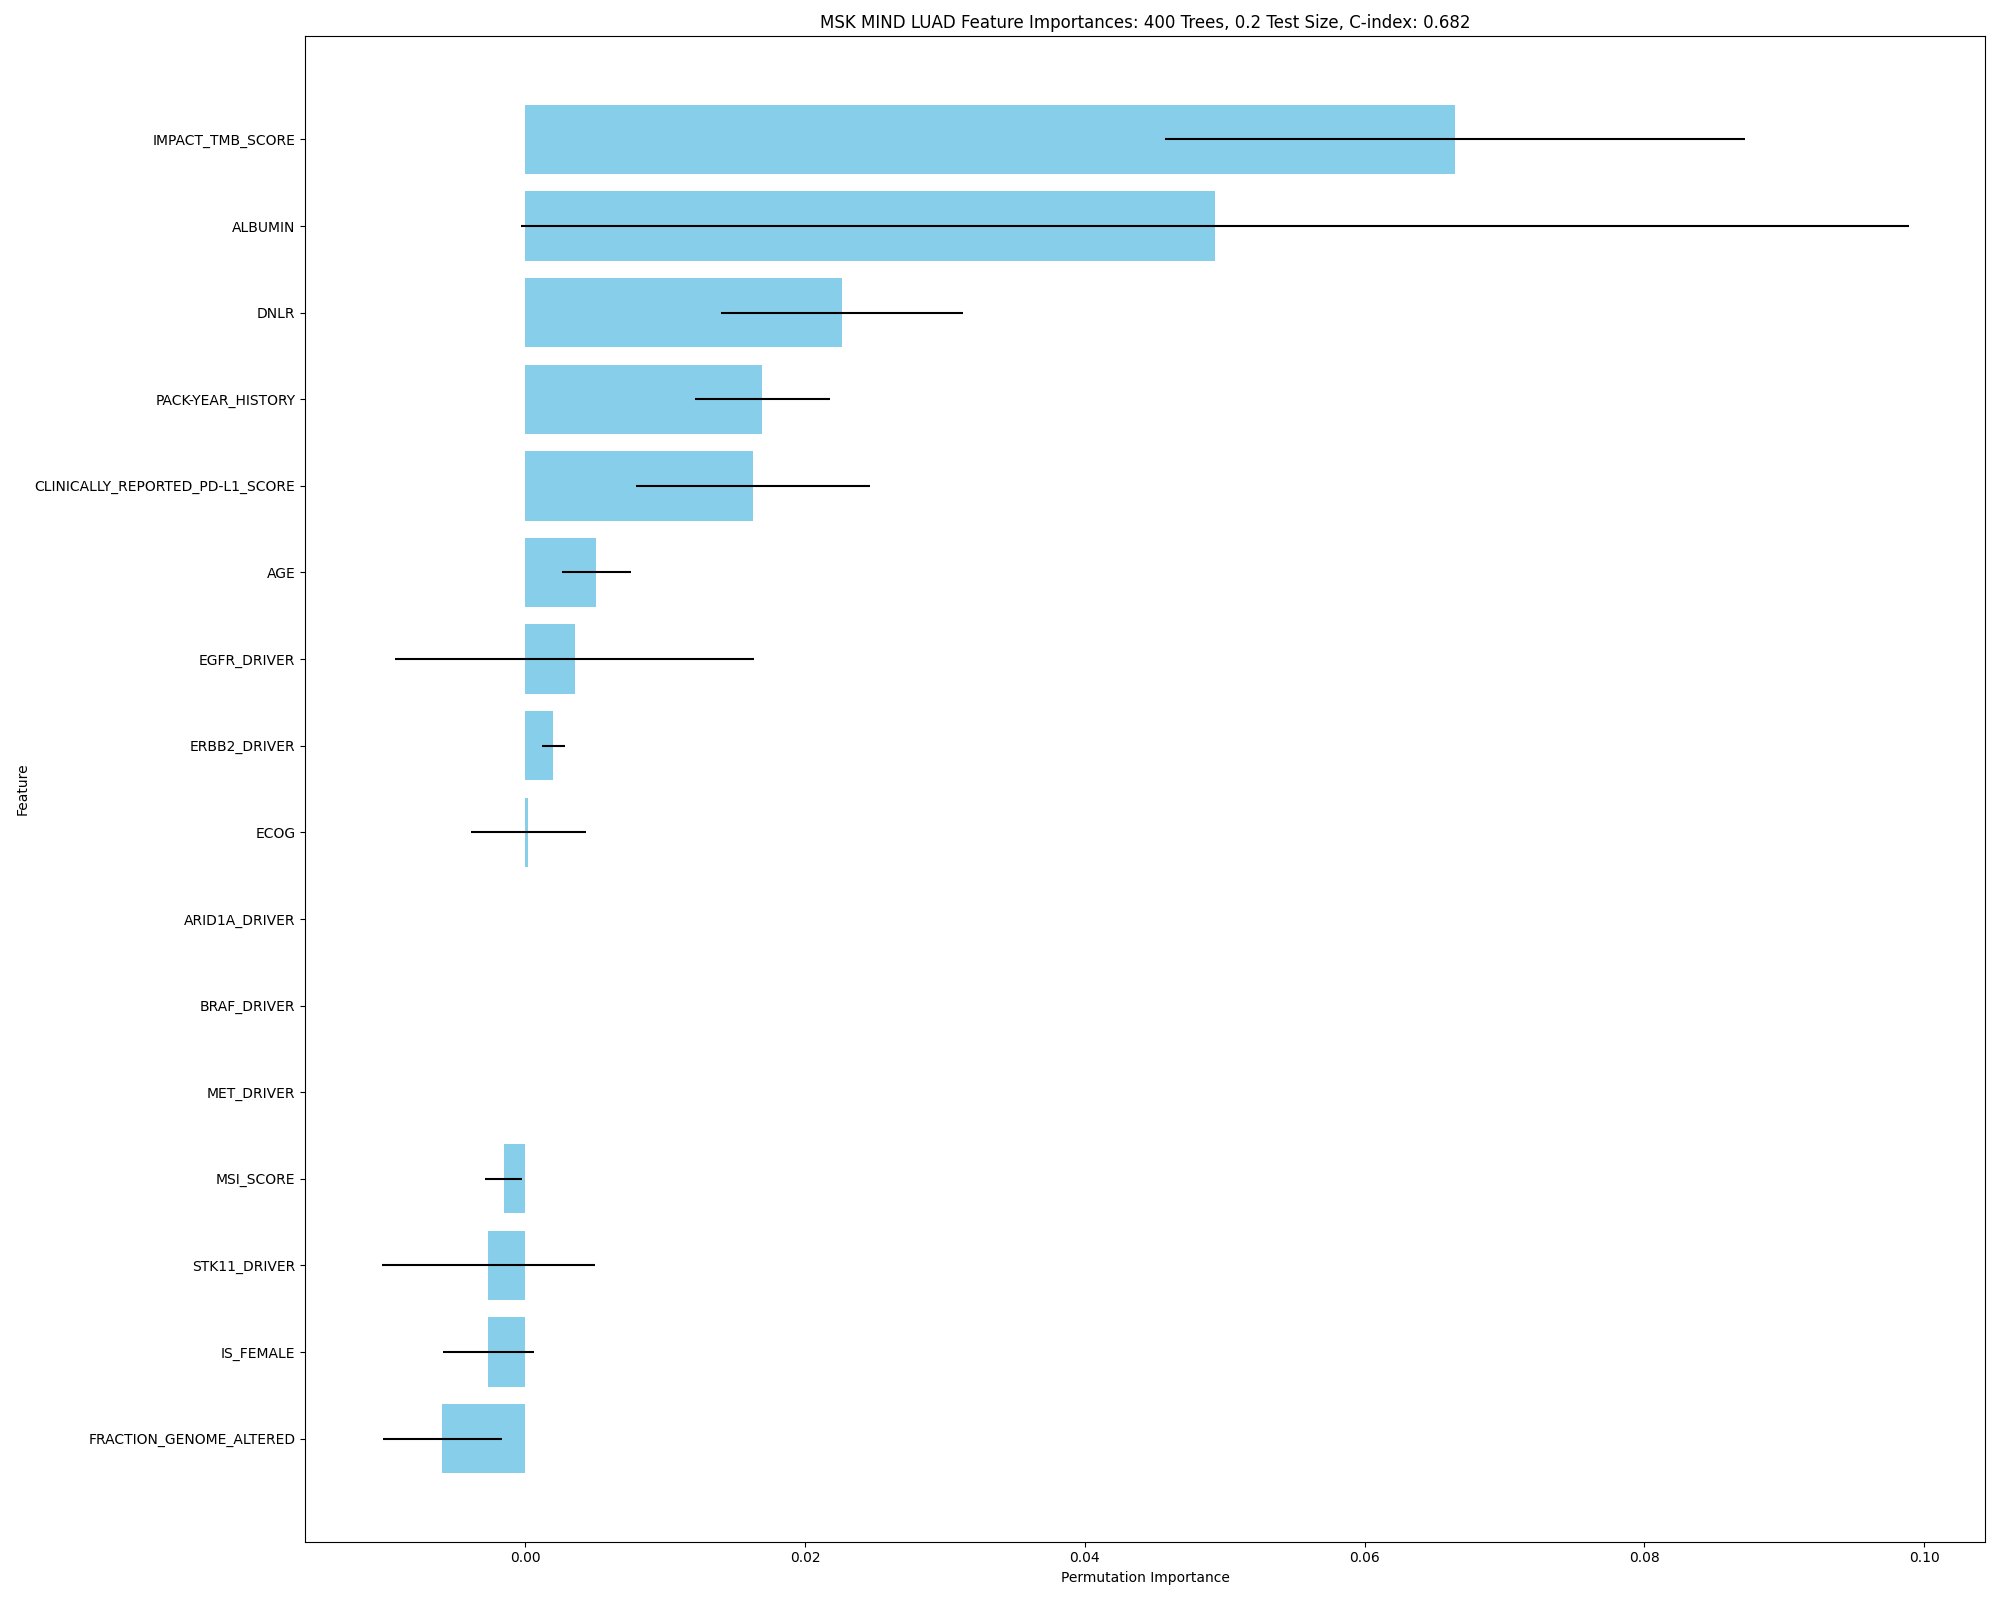 MSK MIND LUAD Feature Importances: 400 Trees, 0.2 Test Size, C-index: 0.682
IMPACT_TMB_SCORE
ALBUMIN
DNLR
PACK-YEAR_HISTORY
CLINICALLY_REPORTED_PD-L1_SCORE
AGE
EGFR_DRIVER
ERBB2_DRIVER
ECOG
ARID1A_DRIVER
BRAF_DRIVER
MET_DRIVER
MSI_SCORE
STK11_DRIVER
IS_FEMALE
FRACTION_GENOME_ALTERED
Feature
0.00 0.02 0.04 0.06 0.08 0.10
Permutation Importance